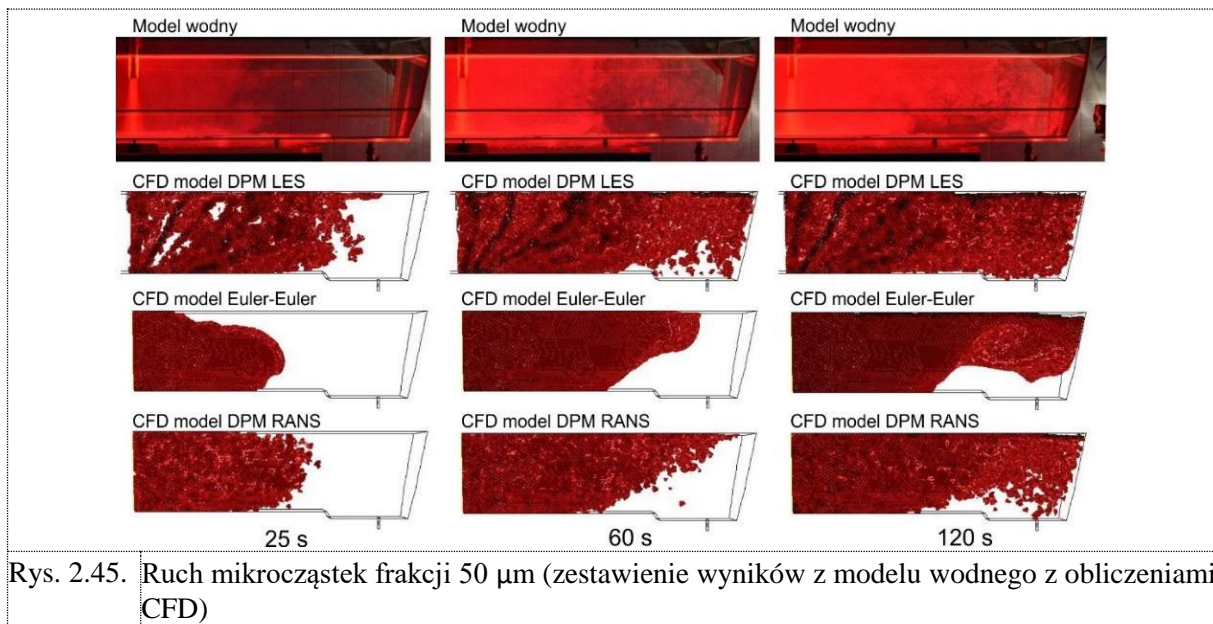 Model wodny Model wodny Model wodny
CFD model DPM LES CFD model DPM LES CFD model DPM LES
CFD model Euler-Euler CFD model Euler-Euler CFD model Euler-Euler
CFD model DPM RANS CFD model DPM RANS CFD model DPM RANS
25 s 60 s 120 s
Rys. 2.45. Ruch mikrocząstek frakcji 50 μm (zestawienie wyników z modelu wodnego z obliczeniami
CFD)